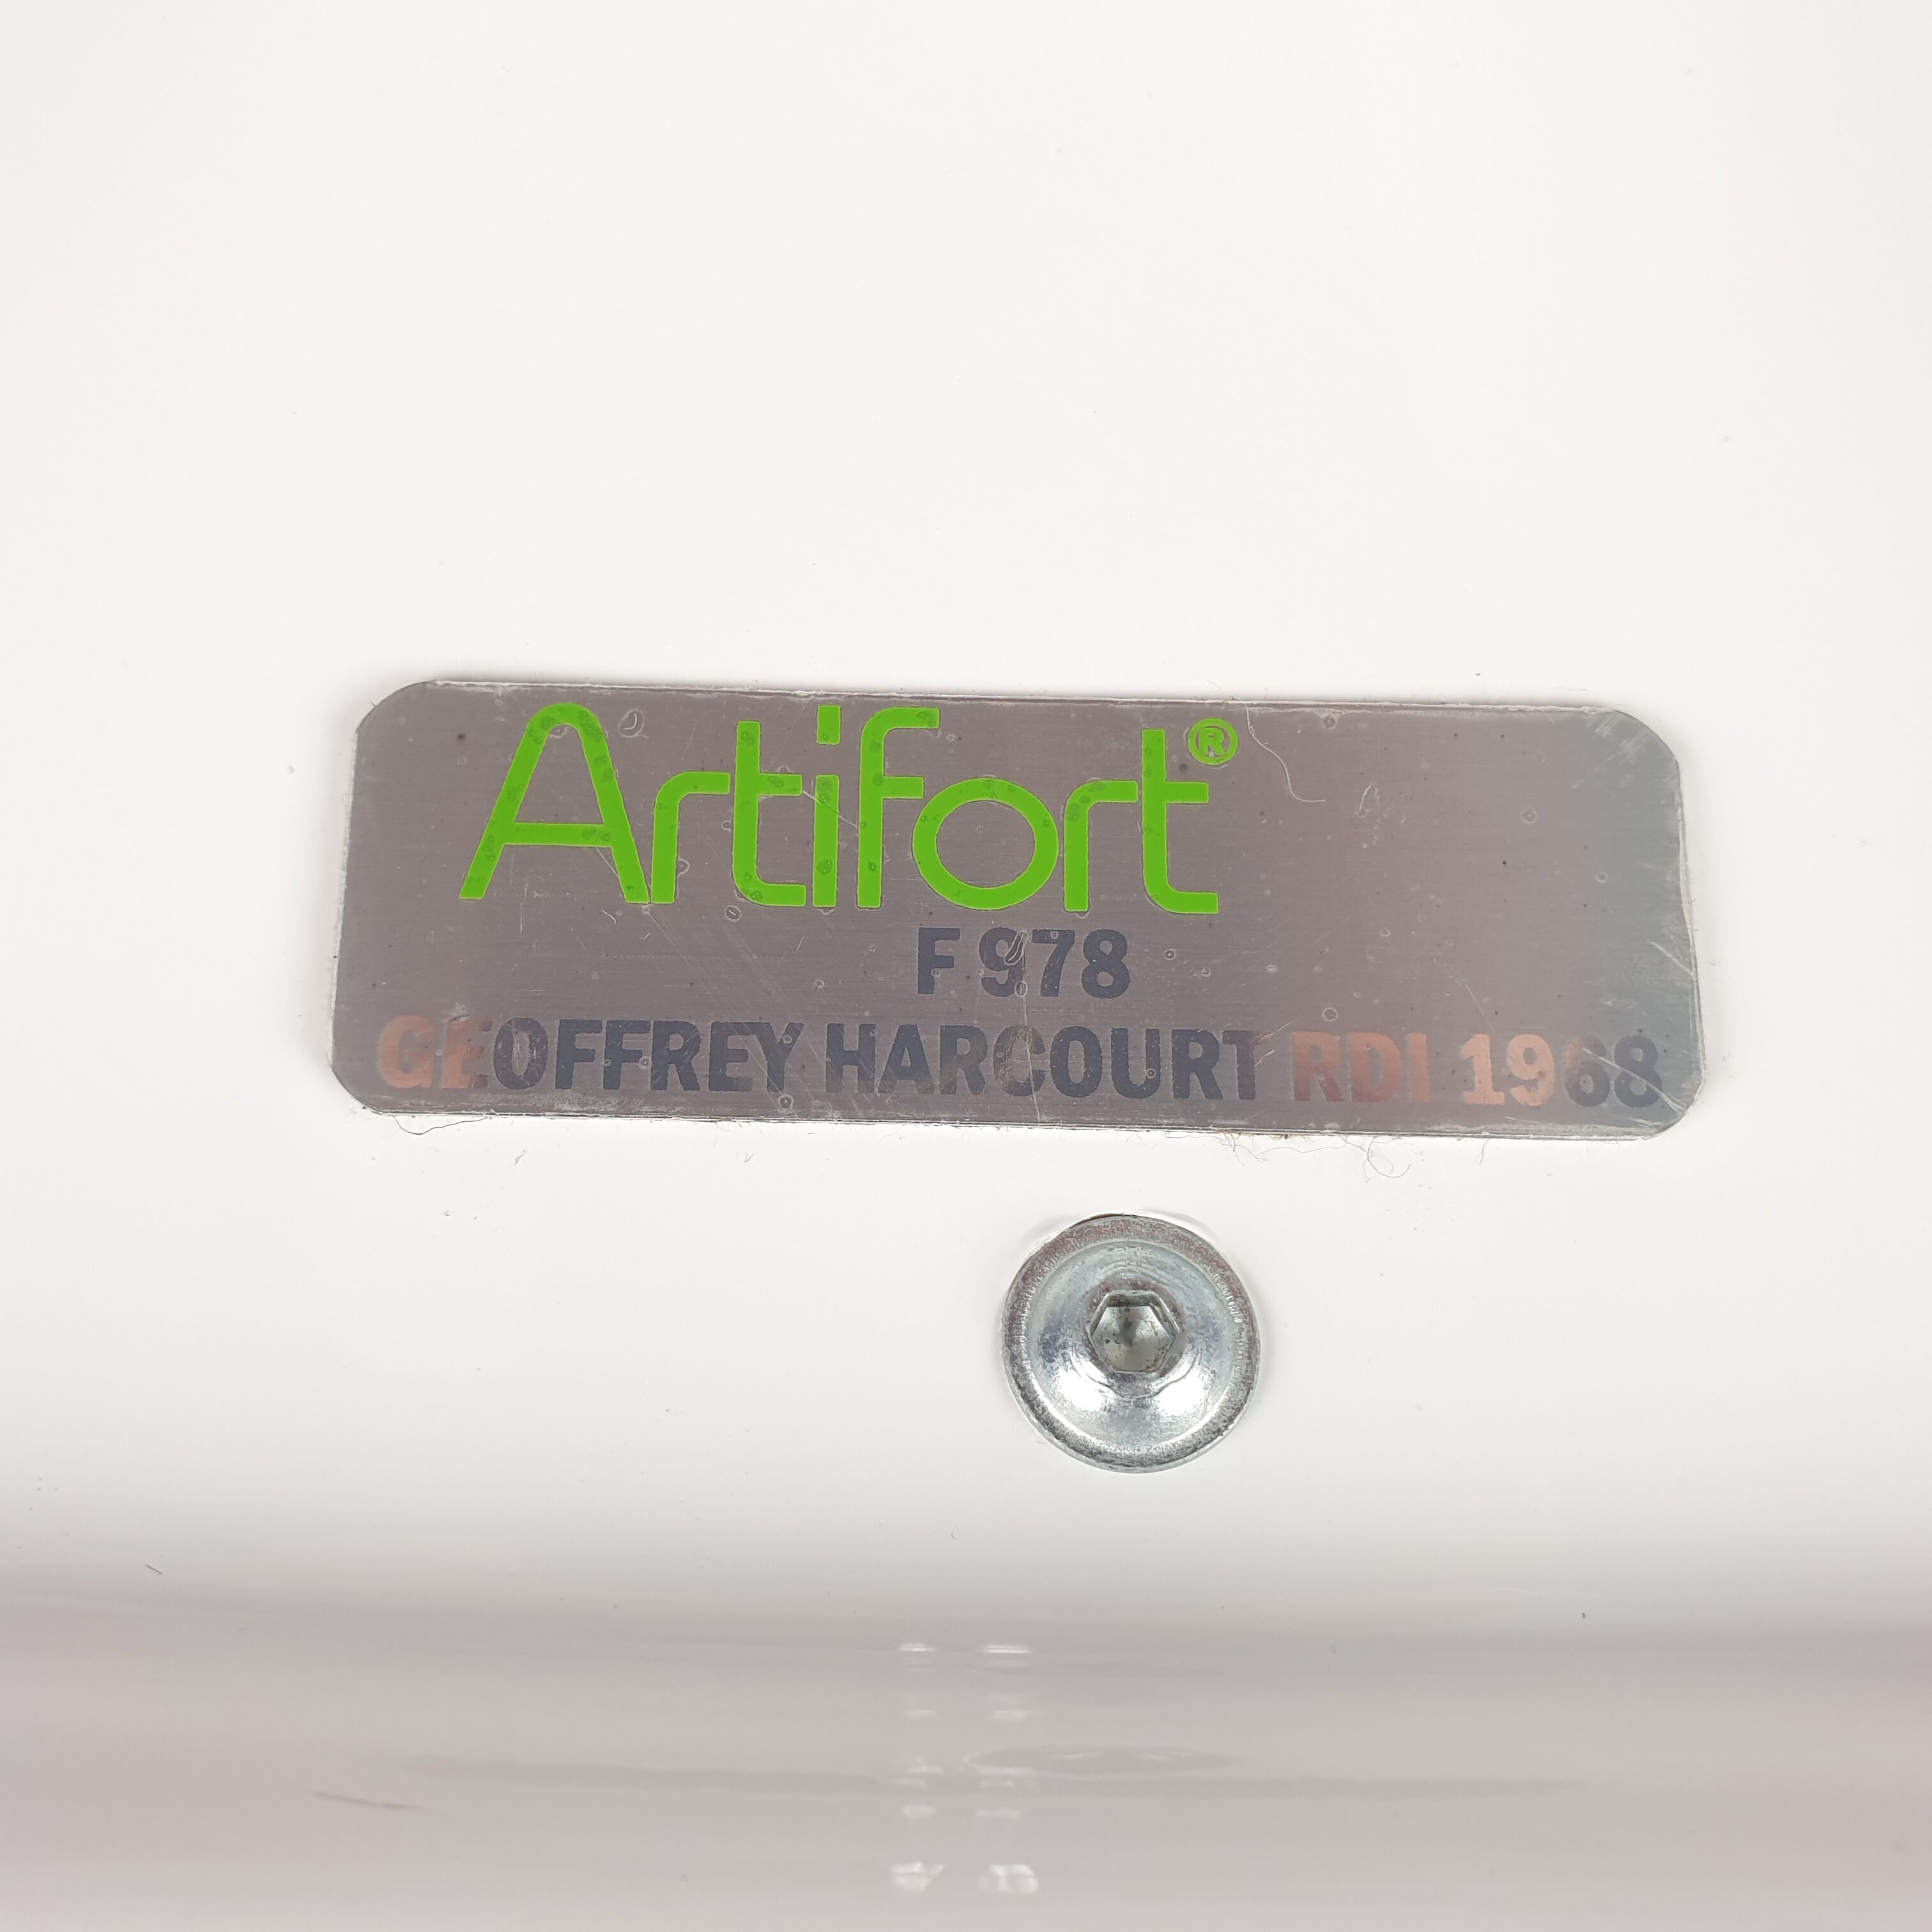 Artifort®
F 978
GEOFFREY HARCOURT RDI 1968